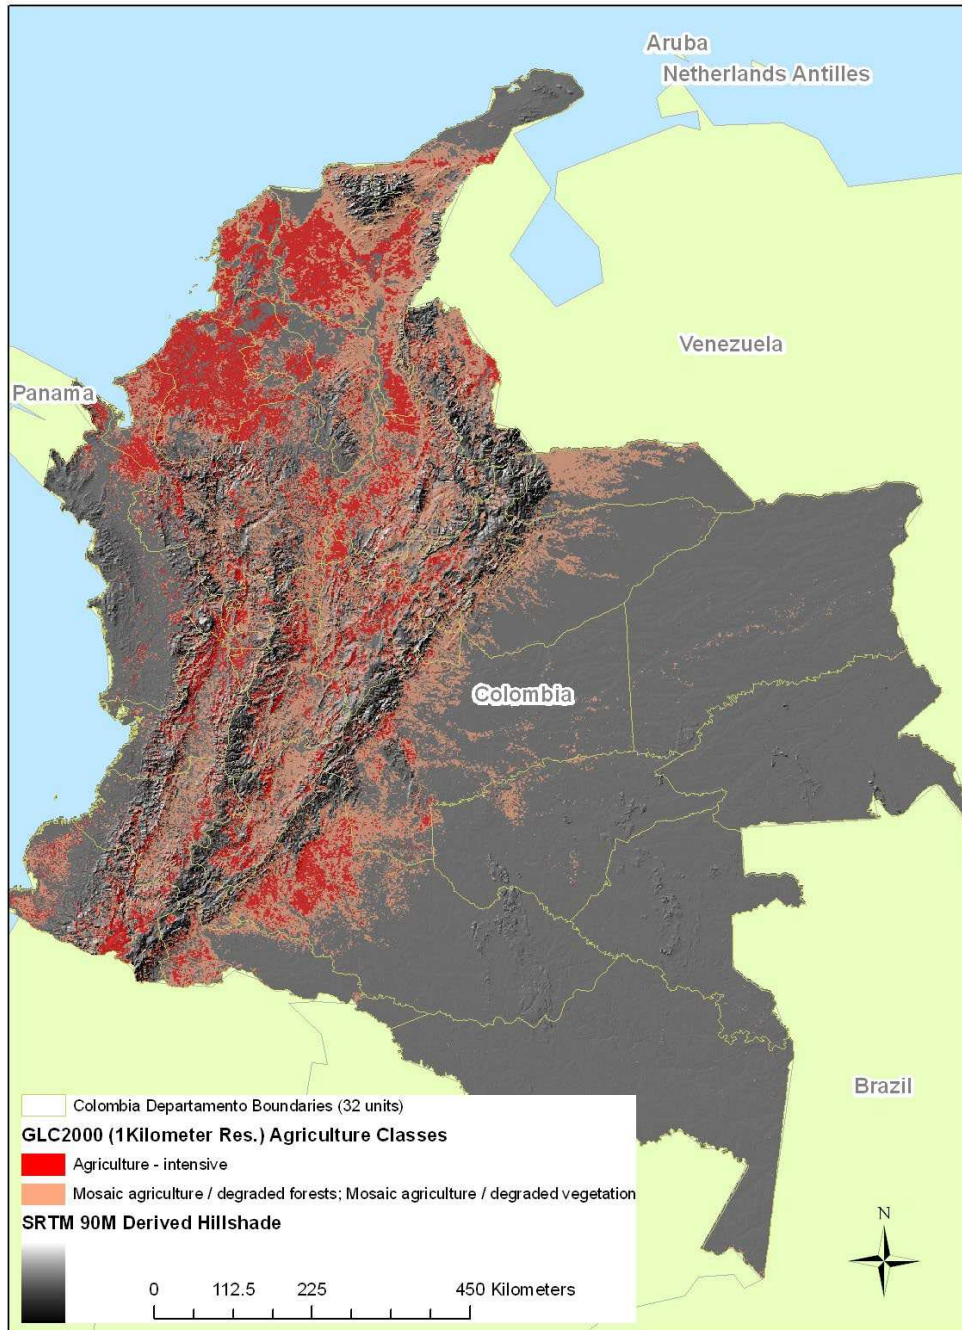 Aruba
Netherlands Antilles
Venezuela
Panama
Colombia
Brazil
Colombia Departamento Boundaries (32 units)
GLC2000 (1Kilometer Res.) Agriculture Classes
Agriculture - intensive
Mosaic agriculture / degraded forests; Mosaic agriculture / degraded vegetation
SRTM 90M Derived Hillshade
N
0 112.5 225 450 Kilometers